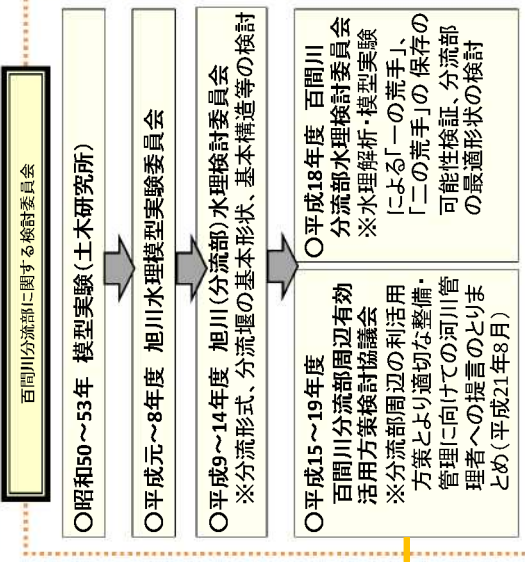 百間川分流部に関する検討委員会
○昭和50～53年　模型実験（土木研究所）
○平成元～8年度　旭川水理模型実験委員会
○平成9～14年度　旭川（分流部）水理検討委員会
※分流形式、分流堰の基本形状、基本構造等の検討
○平成15～19年度
百間川分流部周辺有効
活用方策検討協議会
※分流部周辺の利活用
方策とより適切な整備・
管理に向けての河川管
理者への提言のとりま
とめ（平成21年8月）
○平成18年度　百間川
分流部水理検討委員会
※水理解析・模型実験
による「一の荒手」、
「二の荒手」の保存の
可能性検証、分流部
の最適形状の検討